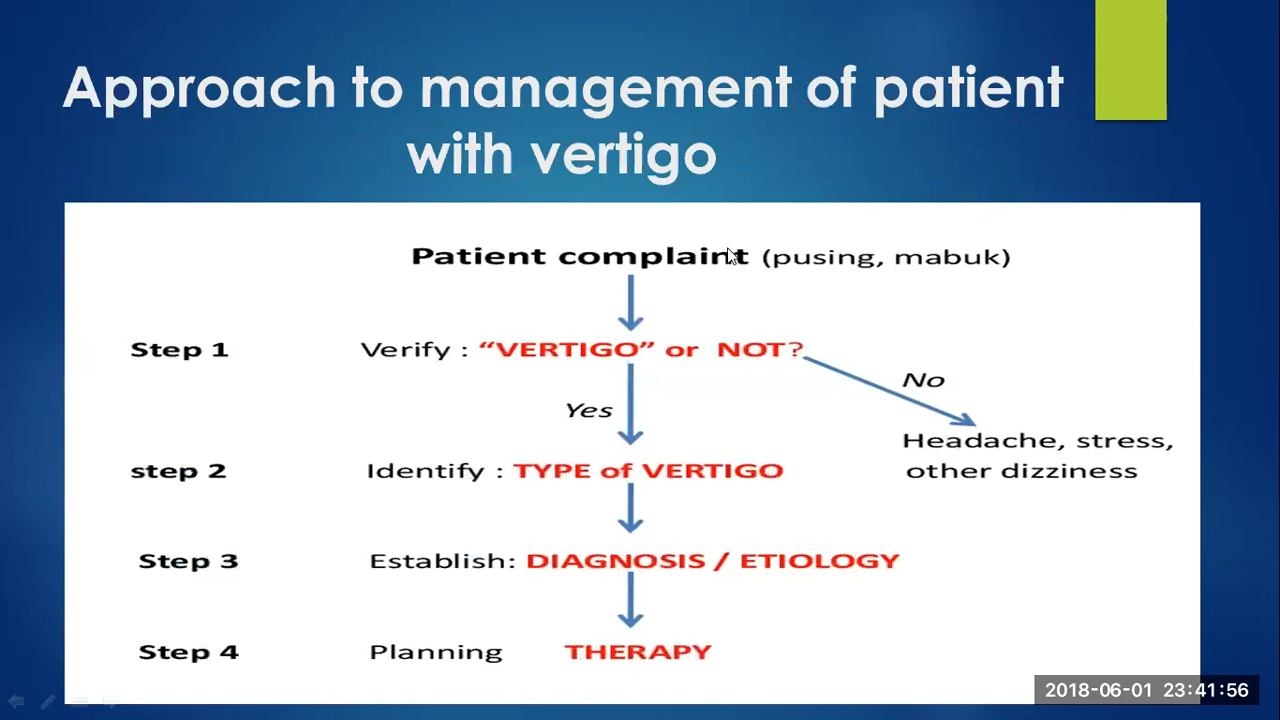 Approach to management of patient
with vertigo
Patient complaint (pusing, mabuk)
Step 1 Verify : “VERTIGO” or NOT?
No
Yes
Headache, stress,
step 2 Identify : TYPE of VERTIGO other dizziness
Step 3 Establish: DIAGNOSIS / ETIOLOGY
Step 4 Planning THERAPY
2018-06-01 23:41:56